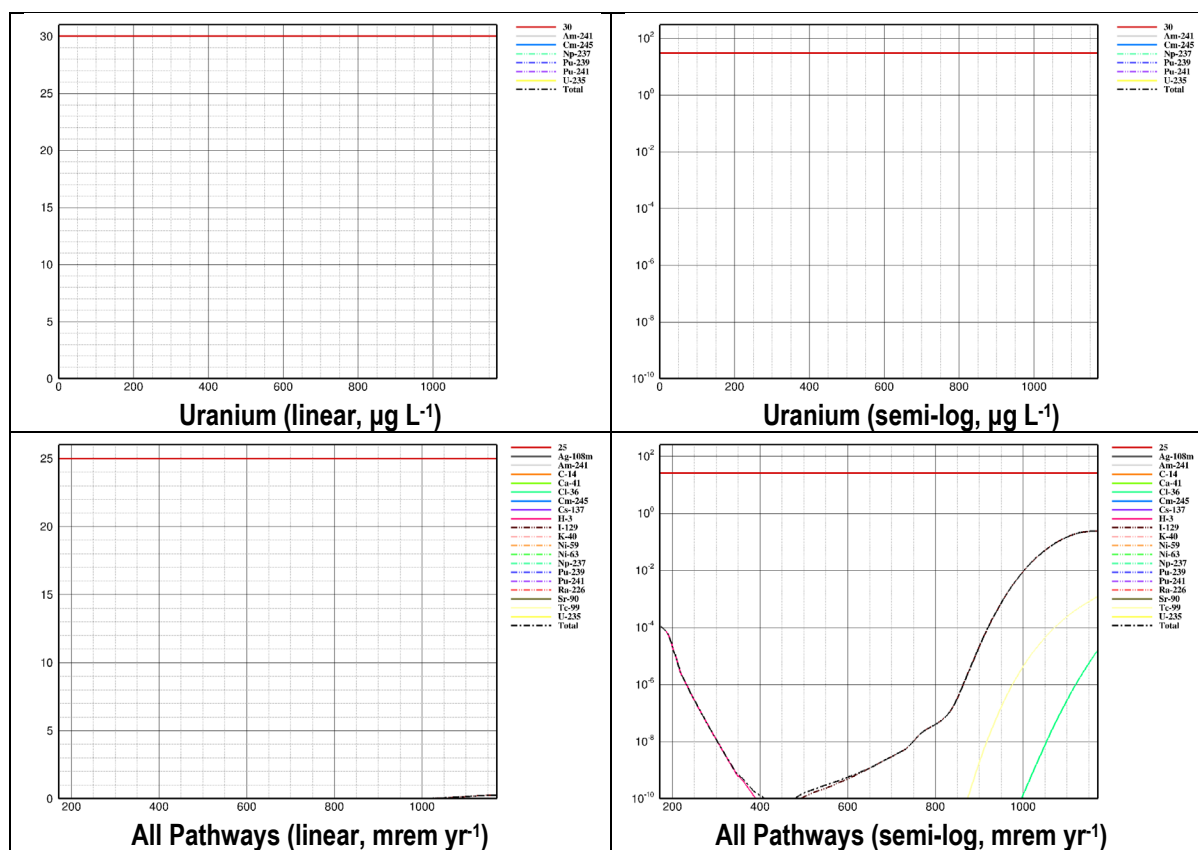 30
25
20
15
10
5
0
0 200 400 600 800 1000
30
Am-241
Cm-245
Np-237
Pu-239
Pu-241
U-235
Total
Uranium (linear, µg L-1)
10²
10⁰
10⁻²
10⁻⁴
10⁻⁶
10⁻⁸
10⁻¹⁰
0 200 400 600 800 1000
30
Am-241
Cm-245
Np-237
Pu-239
Pu-241
U-235
Total
Uranium (semi-log, µg L-1)
25
20
15
10
5
0
200 400 600 800 1000
25
Ag-108m
Am-241
C-14
Ca-41
Cl-36
Cm-245
Cs-137
H-3
I-129
K-40
Ni-59
Ni-63
Np-237
Pu-239
Pu-241
Ra-226
Sr-90
Tc-99
U-235
Total
All Pathways (linear, mrem yr-1)
10²
10⁰
10⁻²
10⁻⁴
10⁻⁶
10⁻⁸
10⁻¹⁰
200 400 600 800 1000
25
Ag-108m
Am-241
C-14
Ca-41
Cl-36
Cm-245
Cs-137
H-3
I-129
K-40
Ni-59
Ni-63
Np-237
Pu-239
Pu-241
Ra-226
Sr-90
Tc-99
U-235
Total
All Pathways (semi-log, mrem yr-1)